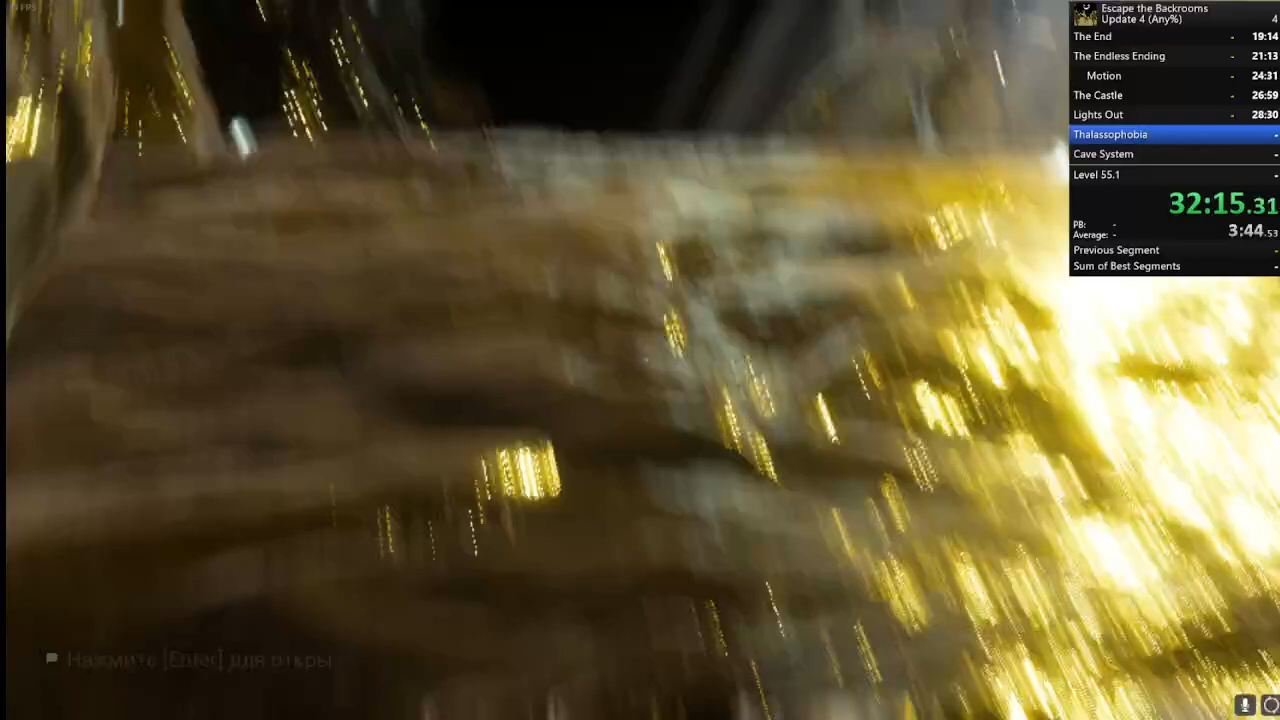 FPS
Escape the Backrooms
Update 4 (Any%) 4
The End - 19:14
The Endless Ending - 21:13
Motion - 24:31
The Castle - 26:59
Lights Out - 28:30
Thalassophobia -
Cave System -
Level 55.1 -
32:15.31
PB: -
Average: - 3:44.53
Previous Segment -
Sum of Best Segments -
Нажмите [Enter] для откры